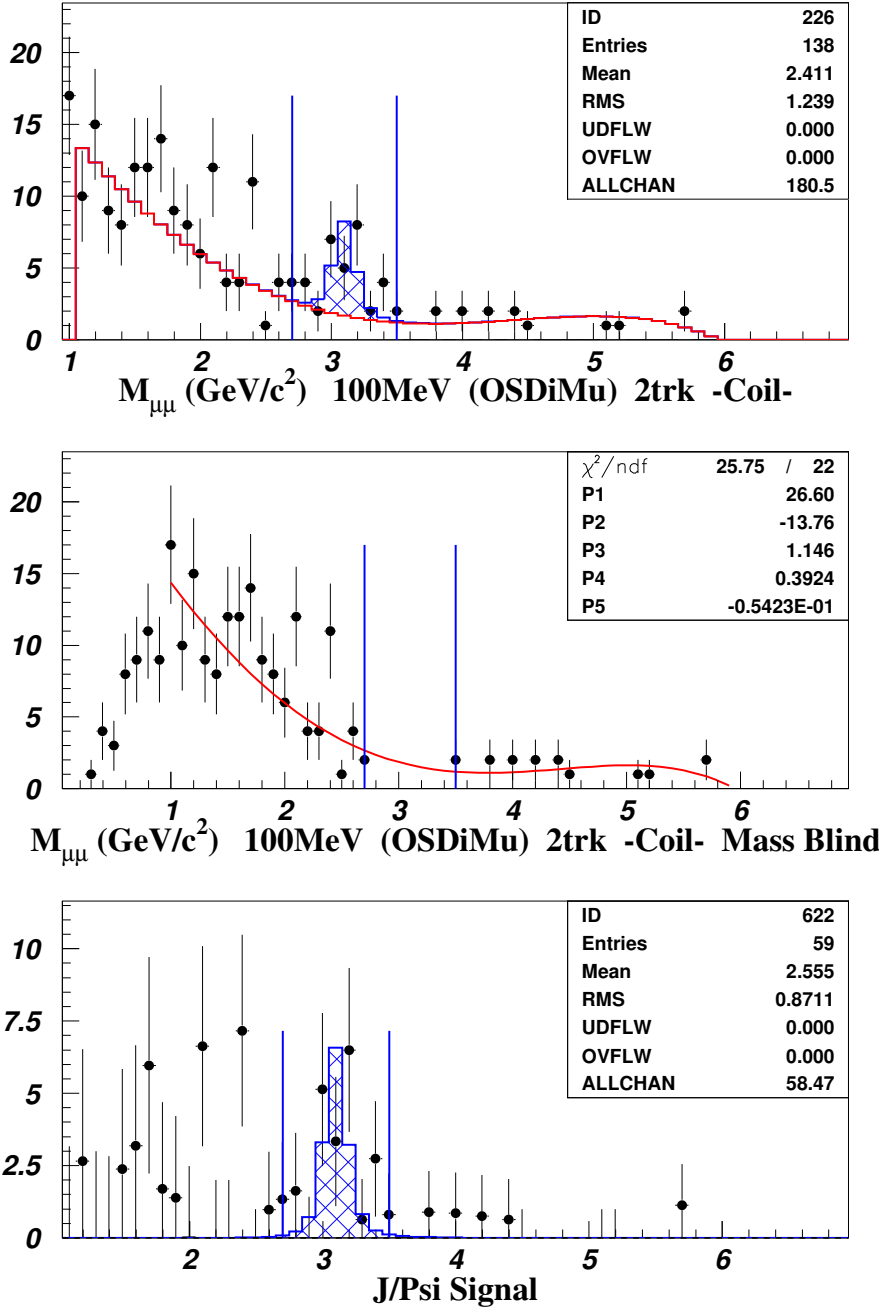 ID 226
Entries 138
Mean 2.411
RMS 1.239
UDFLW 0.000
OVFLW 0.000
ALLCHAN 180.5
20
15
10
5
0
1 2 3 4 5 6
Mμμ (GeV/c2) 100MeV (OSDiMu) 2trk -Coil-
χ2/ndf 25.75 / 22
P1 26.60
P2 -13.76
P3 1.146
P4 0.3924
P5 -0.5423E-01
20
15
10
5
0
1 2 3 4 5 6
Mμμ (GeV/c2) 100MeV (OSDiMu) 2trk -Coil- Mass Blind
ID 622
Entries 59
Mean 2.555
RMS 0.8711
UDFLW 0.000
OVFLW 0.000
ALLCHAN 58.47
10
7.5
5
2.5
0
2 3 4 5 6
J/Psi Signal